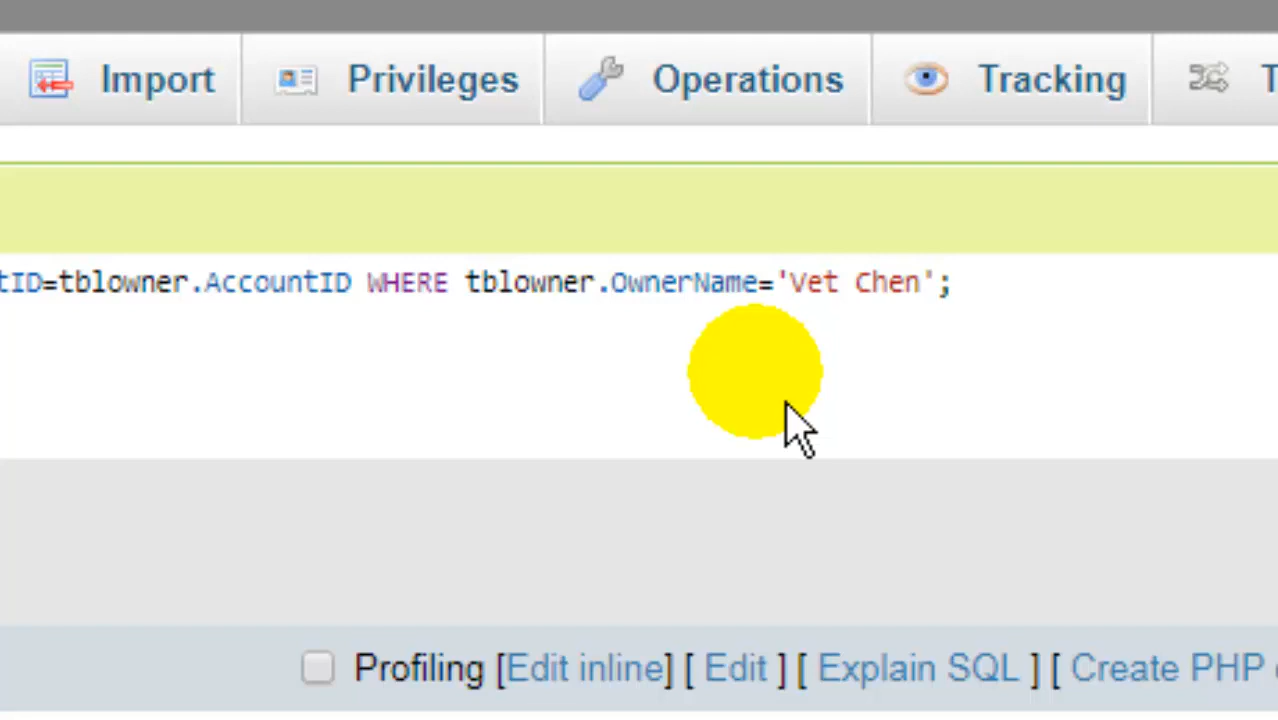 Import Privileges Operations Tracking T
tID=tblowner.AccountID WHERE tblowner.OwnerName='Vet Chen';
Profiling [Edit inline] [ Edit ] [ Explain SQL ] [ Create PHP